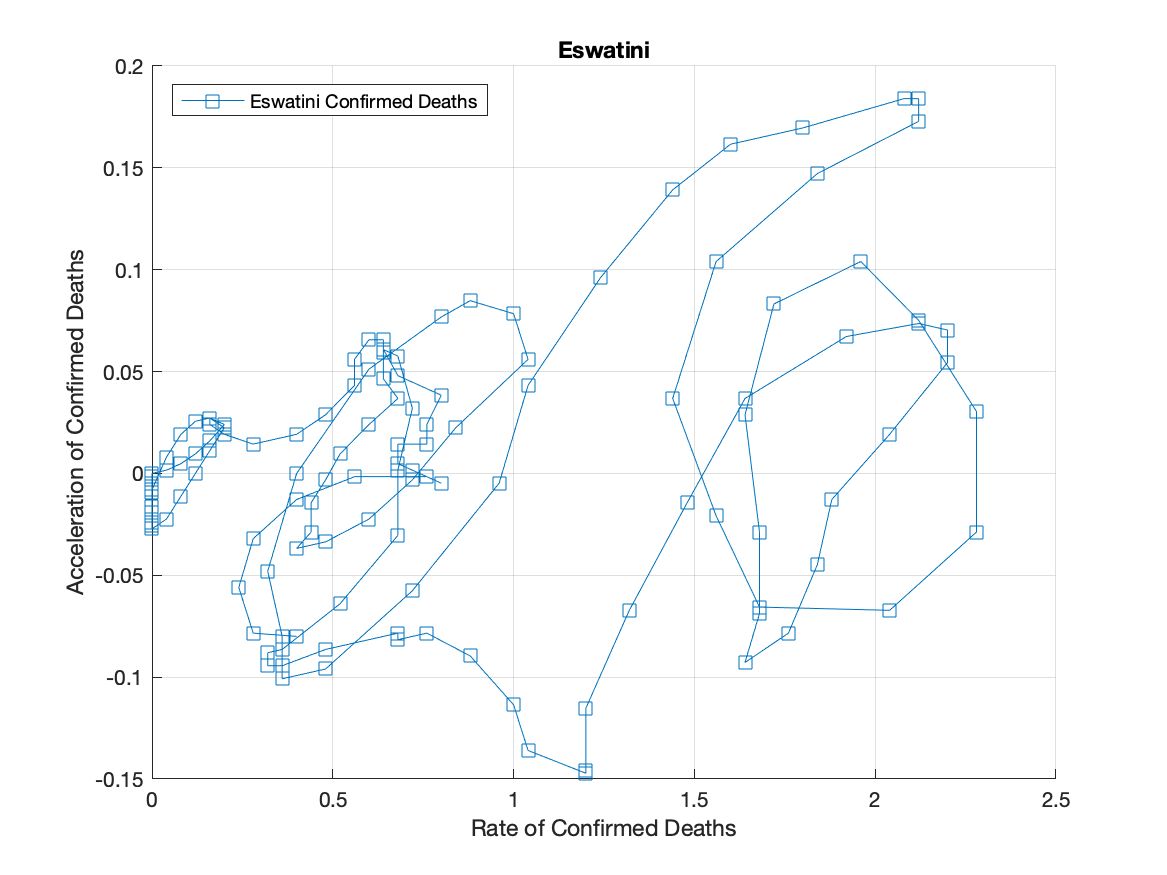 Eswatini
0.2
Eswatini Confirmed Deaths
0.15
0.1
0.05
0
-0.05
-0.1
-0.15
Acceleration of Confirmed Deaths
0 0.5 1 1.5 2 2.5
Rate of Confirmed Deaths